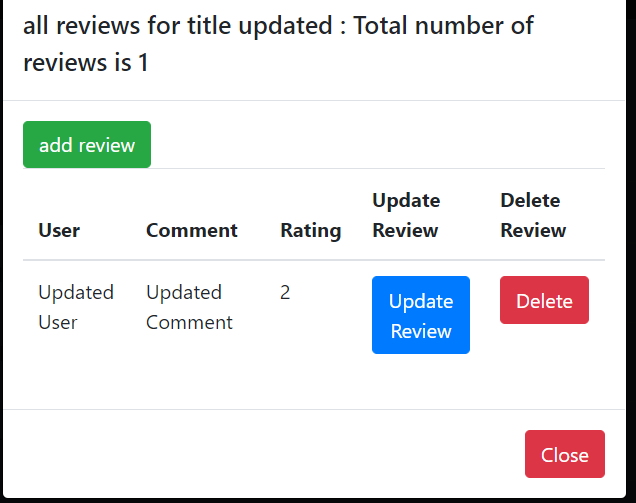 all reviews for title updated : Total number of
reviews is 1
add review
User Comment Rating Update Review Delete Review
Updated User Updated Comment 2 Update Review Delete
Close